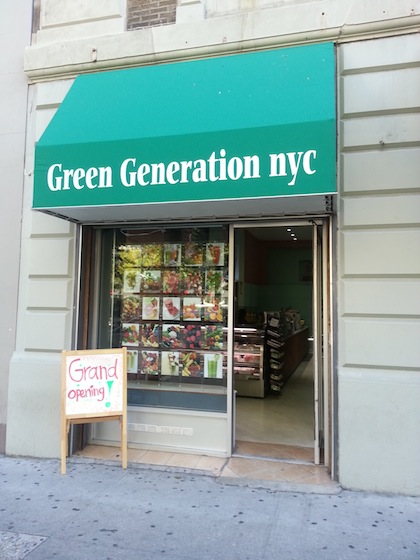 Green Generation nyc
Grand
opening!